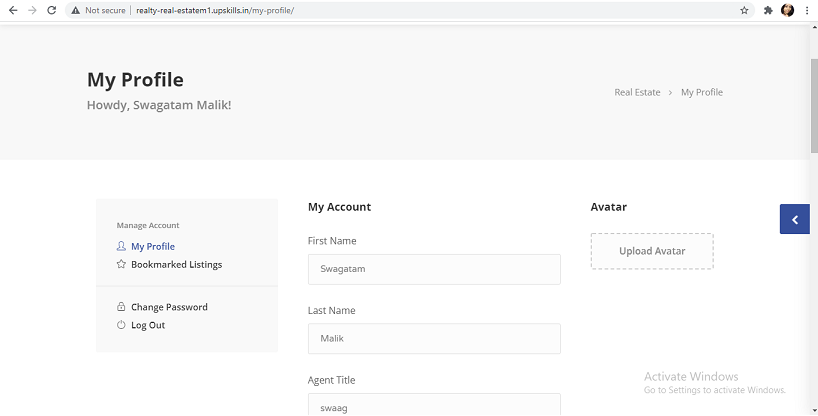 Not secure | realty-real-estatem1.upskills.in/my-profile/
My Profile
Howdy, Swagatam Malik!
Real Estate > My Profile
Manage Account
My Profile
Bookmarked Listings
Change Password
Log Out
My Account
First Name
Swagatam
Last Name
Malik
Agent Title
swaag
Avatar
Upload Avatar
Activate Windows
Go to Settings to activate Windows.